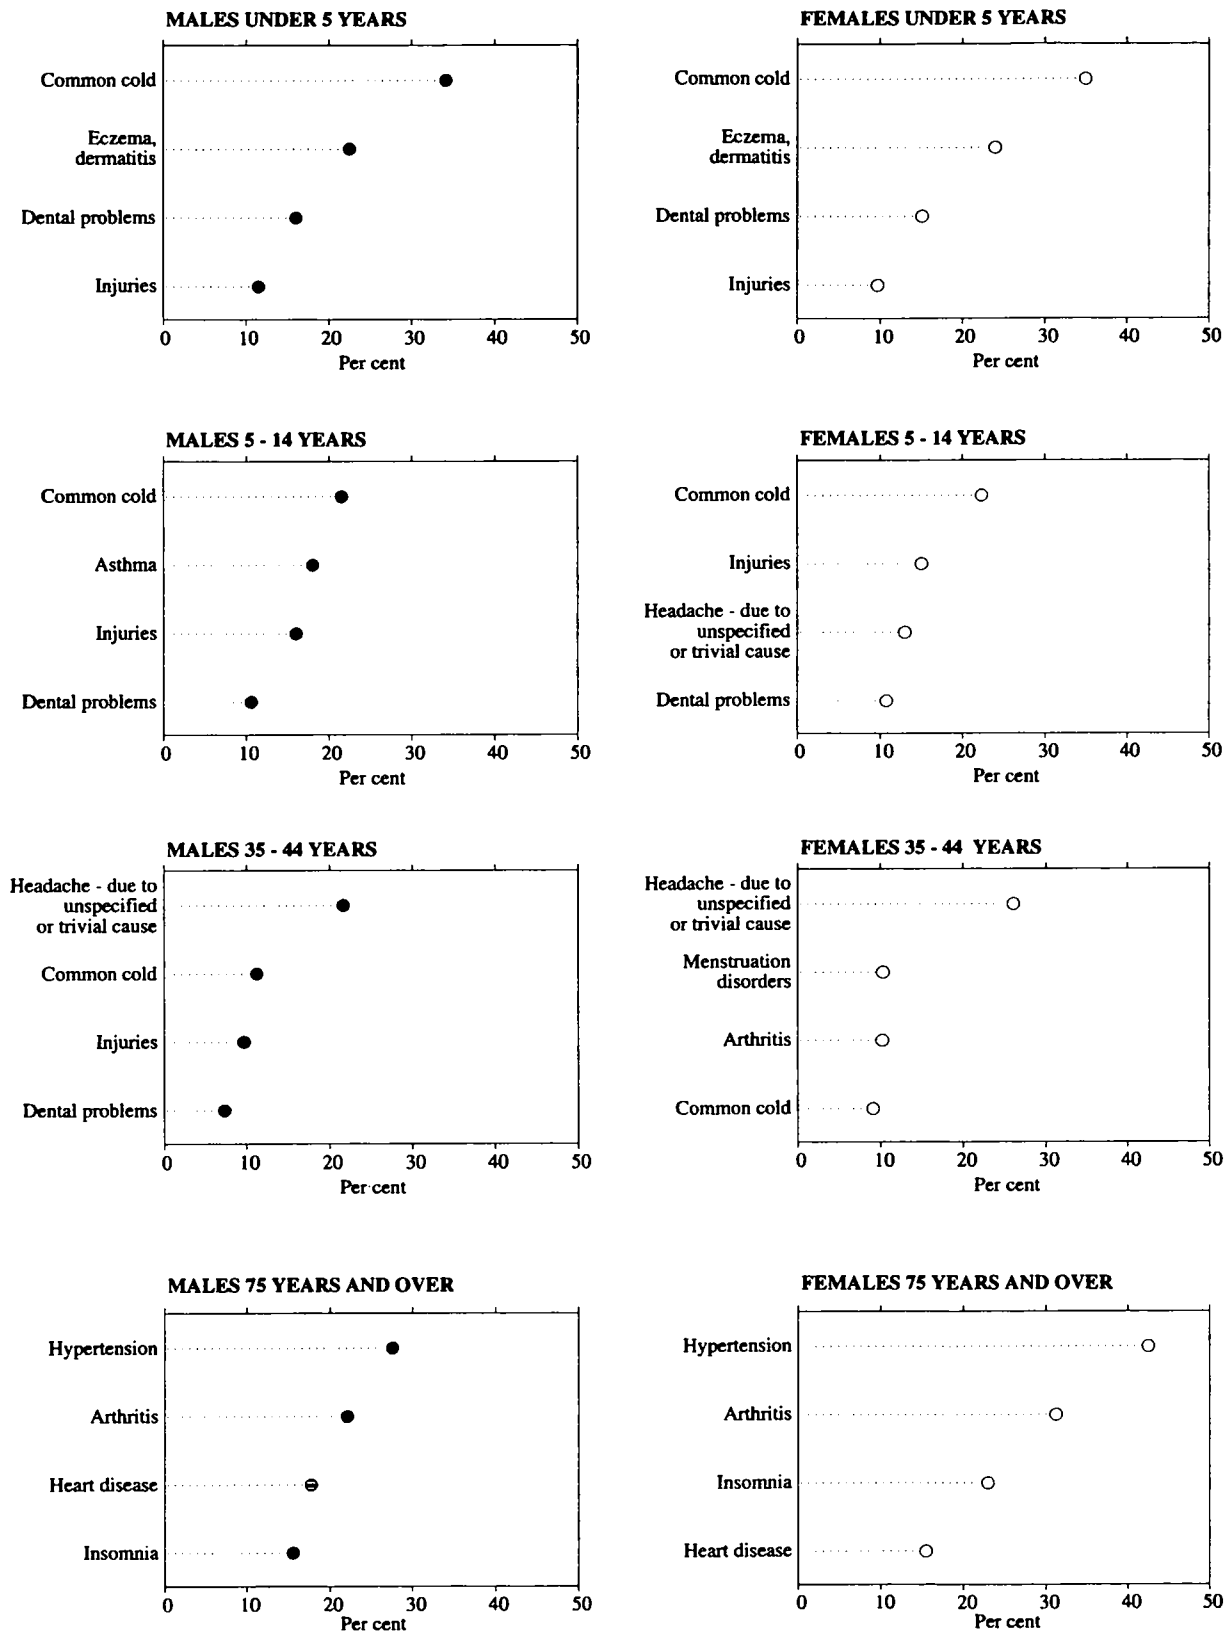 MALES UNDER 5 YEARS
Common cold
Eczema,
dermatitis
Dental problems
Injuries
0 10 20 30 40 50
Per cent
FEMALES UNDER 5 YEARS
Common cold
Eczema,
dermatitis
Dental problems
Injuries
0 10 20 30 40 50
Per cent
MALES 5 - 14 YEARS
Common cold
Asthma
Injuries
Dental problems
0 10 20 30 40 50
Per cent
FEMALES 5 - 14 YEARS
Common cold
Injuries
Headache - due to
unspecified
or trivial cause
Dental problems
0 10 20 30 40 50
Per cent
MALES 35 - 44 YEARS
Headache - due to
unspecified
or trivial cause
Common cold
Injuries
Dental problems
0 10 20 30 40 50
Per cent
FEMALES 35 - 44 YEARS
Headache - due to
unspecified
or trivial cause
Menstruation
disorders
Arthritis
Common cold
0 10 20 30 40 50
Per cent
MALES 75 YEARS AND OVER
Hypertension
Arthritis
Heart disease
Insomnia
0 10 20 30 40 50
Per cent
FEMALES 75 YEARS AND OVER
Hypertension
Arthritis
Insomnia
Heart disease
0 10 20 30 40 50
Per cent